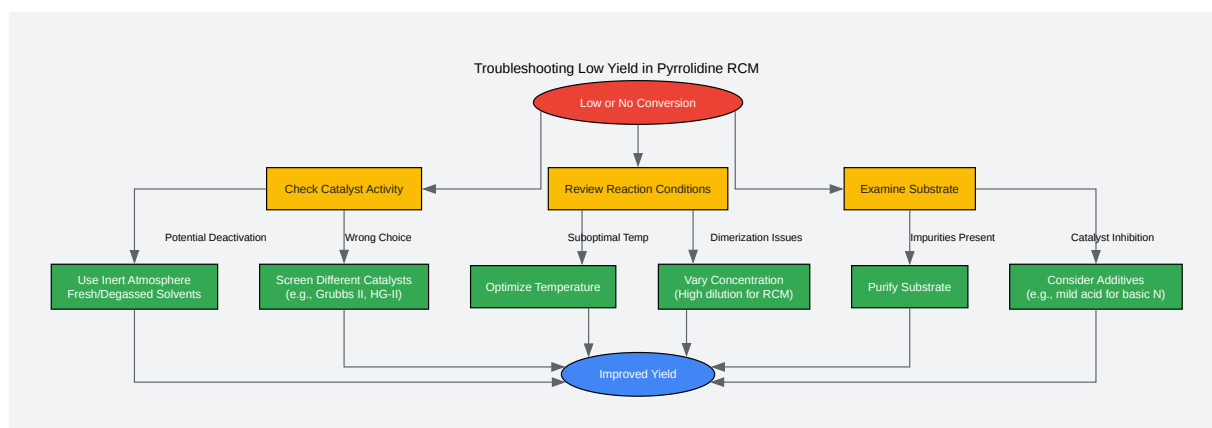 Troubleshooting Low Yield in Pyrrolidine RCM
Low or No Conversion
Check Catalyst Activity
Review Reaction Conditions
Examine Substrate
Potential Deactivation
Wrong Choice
Suboptimal Temp
Dimerization Issues
Impurities Present
Catalyst Inhibition
Use Inert Atmosphere
Fresh/Degassed Solvents
Screen Different Catalysts
(e.g., Grubbs II, HG-II)
Optimize Temperature
Vary Concentration
(High dilution for RCM)
Purify Substrate
Consider Additives
(e.g., mild acid for basic N)
Improved Yield